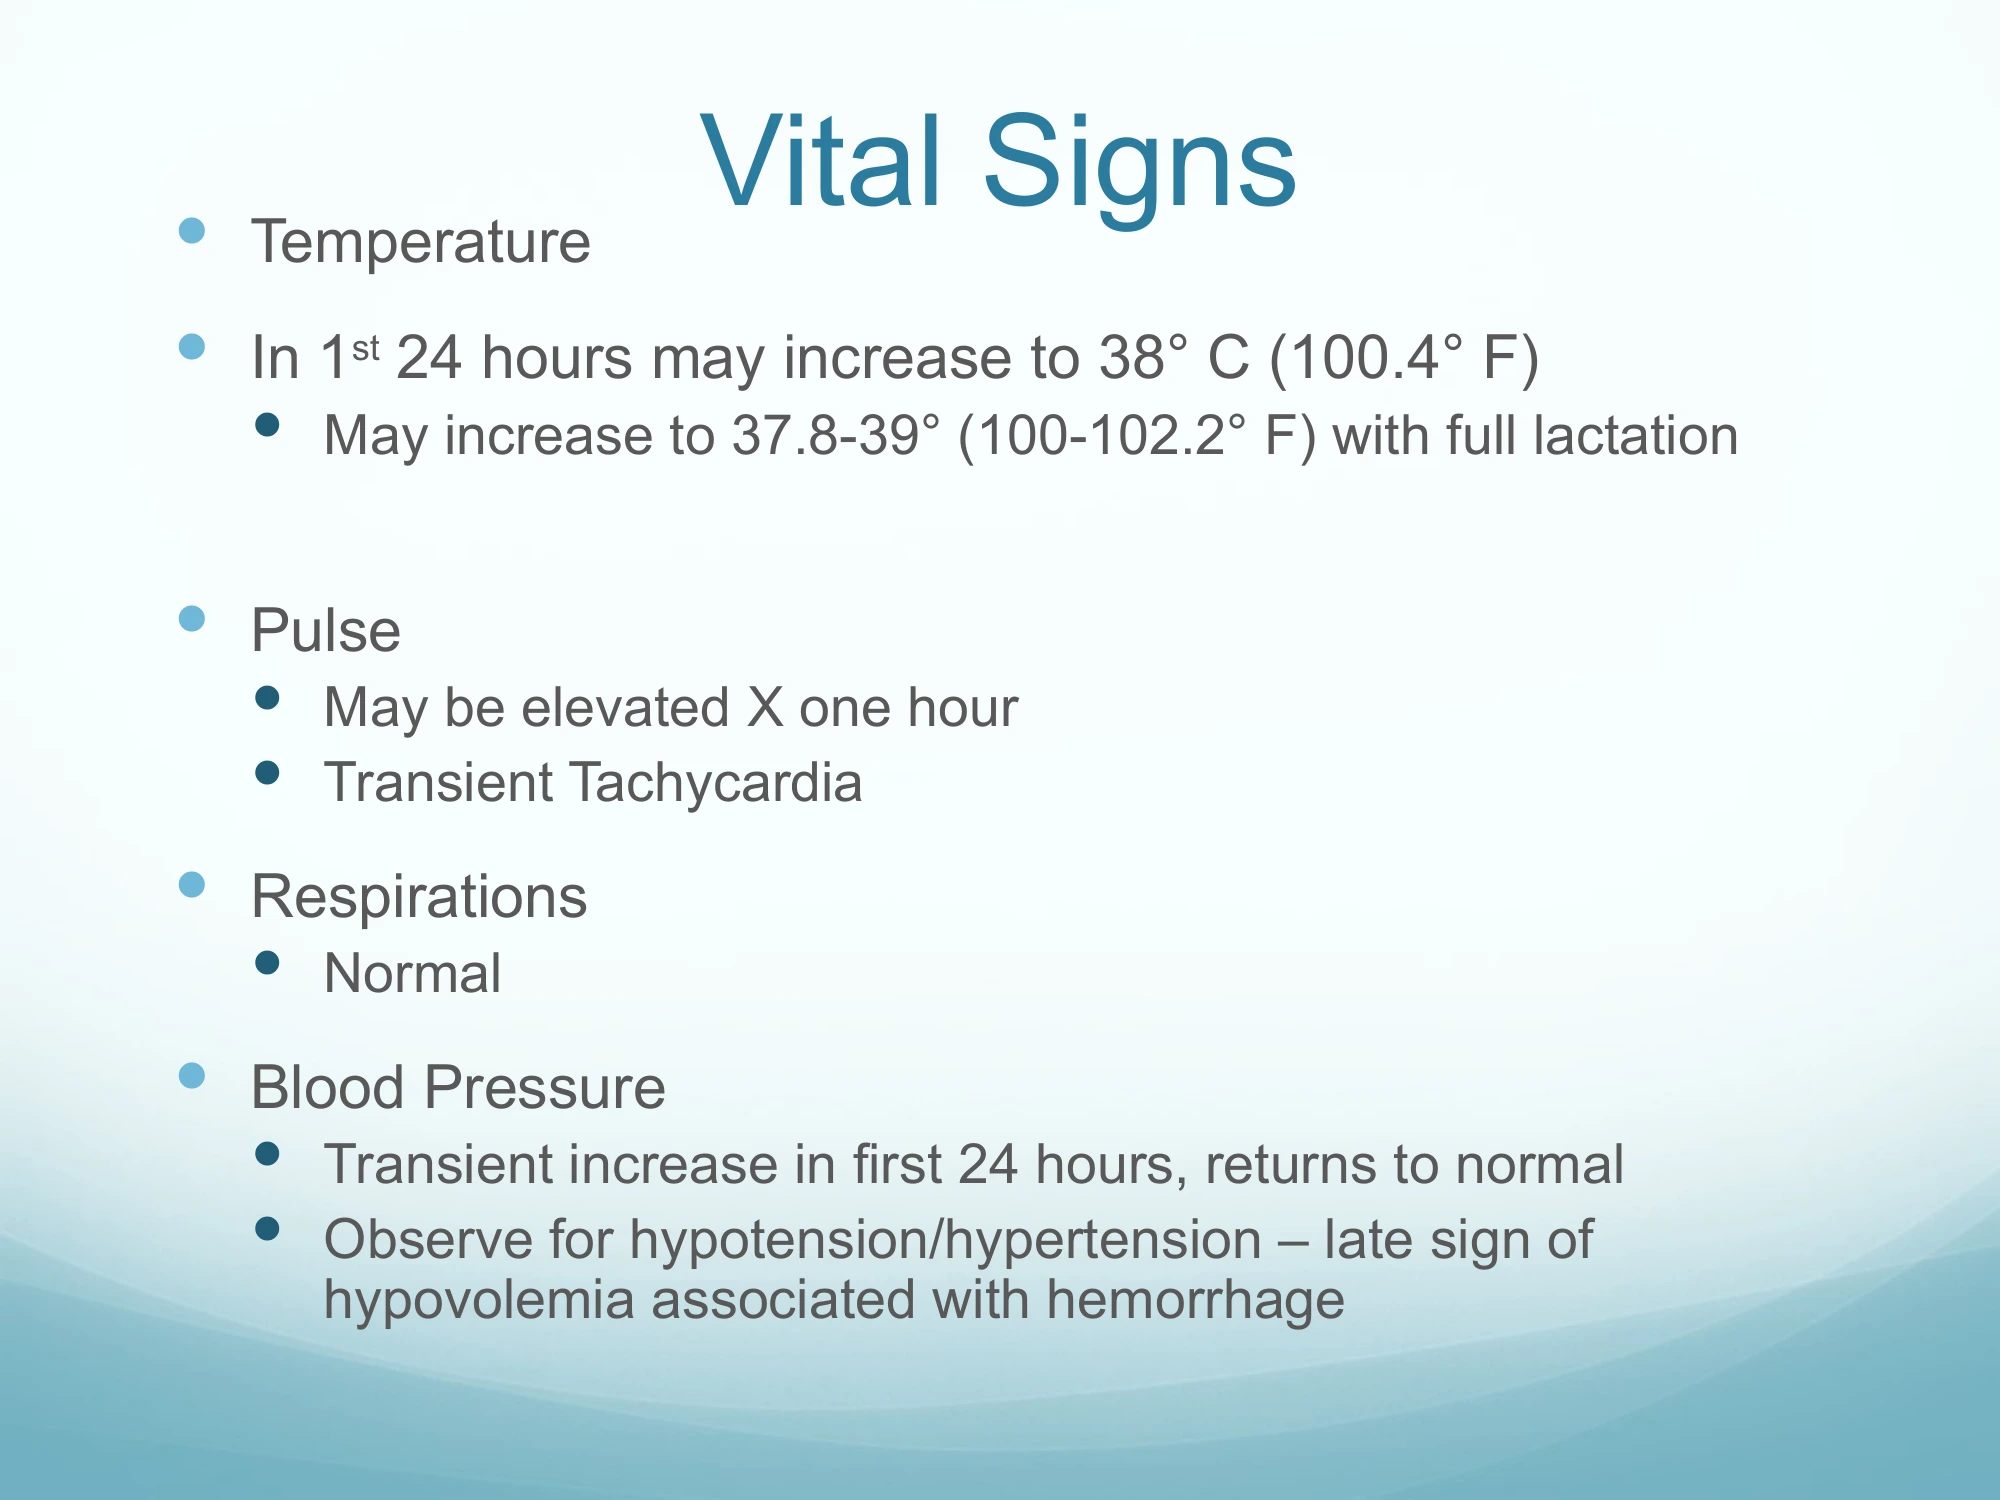 Vital Signs
Temperature
In 1st 24 hours may increase to 38° C (100.4° F)
May increase to 37.8-39° (100-102.2° F) with full lactation
Pulse
May be elevated X one hour
Transient Tachycardia
Respirations
Normal
Blood Pressure
Transient increase in first 24 hours, returns to normal
Observe for hypotension/hypertension – late sign of
hypovolemia associated with hemorrhage